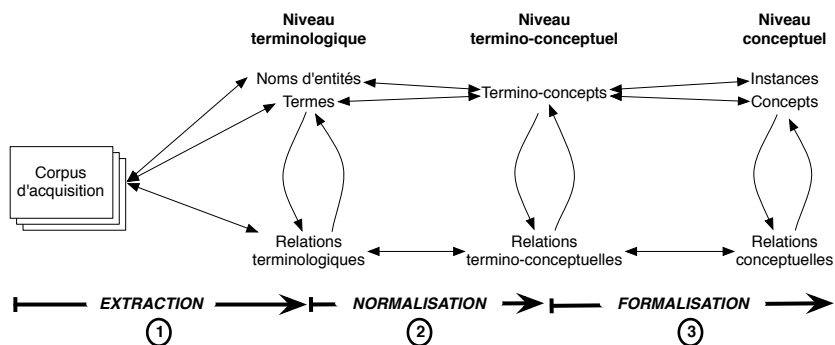 Niveau
terminologique
Niveau
termino-conceptuel
Niveau
conceptuel
Noms d'entités
Termes
Termino-concepts
Instances
Concepts
Corpus
d'acquisition
Relations
terminologiques
Relations
termino-conceptuelles
Relations
conceptuelles
EXTRACTION
NORMALISATION
FORMALISATION
1
2
3